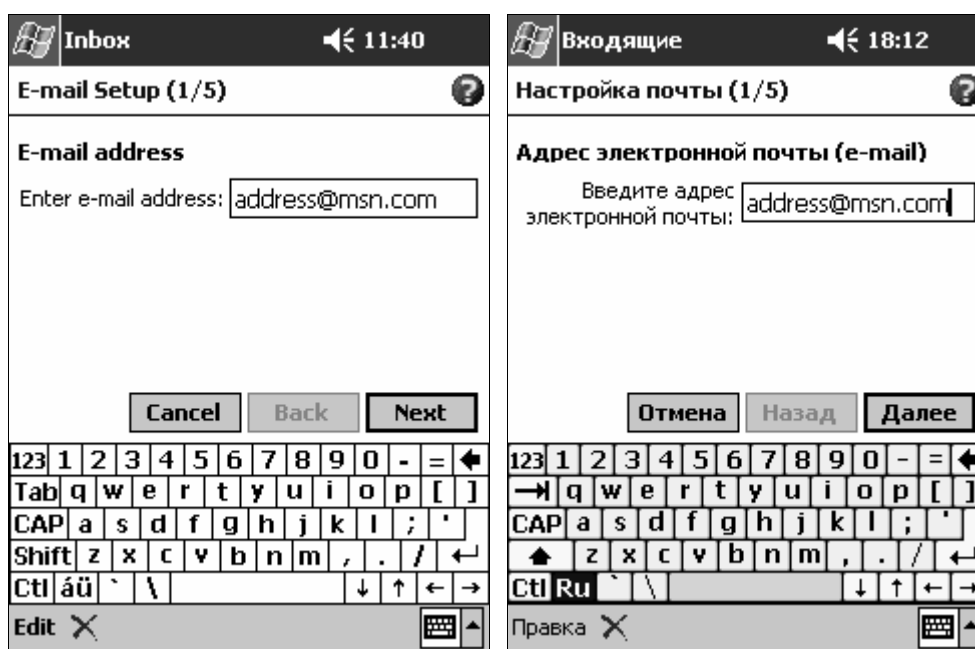 Inbox 11:40
E-mail Setup (1/5)
E-mail address
Enter e-mail address: address@msn.com
Cancel Back Next
123 1 2 3 4 5 6 7 8 9 0 - =
Tab q w e r t y u i o p [ ]
CAP a s d f g h j k l ; '
Shift z x c v b n m , . /
Ctl áü ` \
Edit
Входящие 18:12
Настройка почты (1/5)
Адрес электронной почты (e-mail)
Введите адрес
электронной почты: address@msn.com
Отмена Назад Далее
123 1 2 3 4 5 6 7 8 9 0 - =
q w e r t y u i o p [ ]
CAP a s d f g h j k l ; '
z x c v b n m , . /
Ctl Ru ` \
Правка